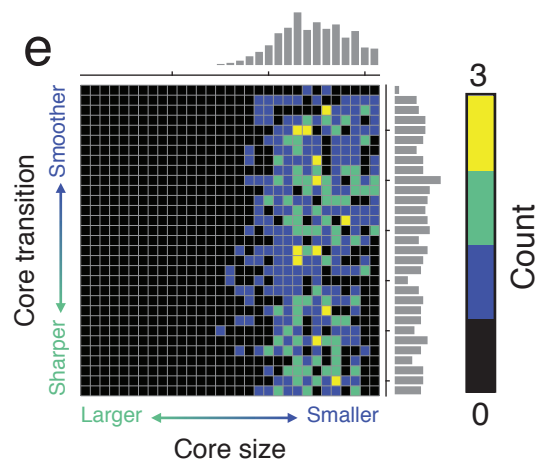 e
Core transition
Smoother
Sharper
Larger
Smaller
Core size
3
Count
0